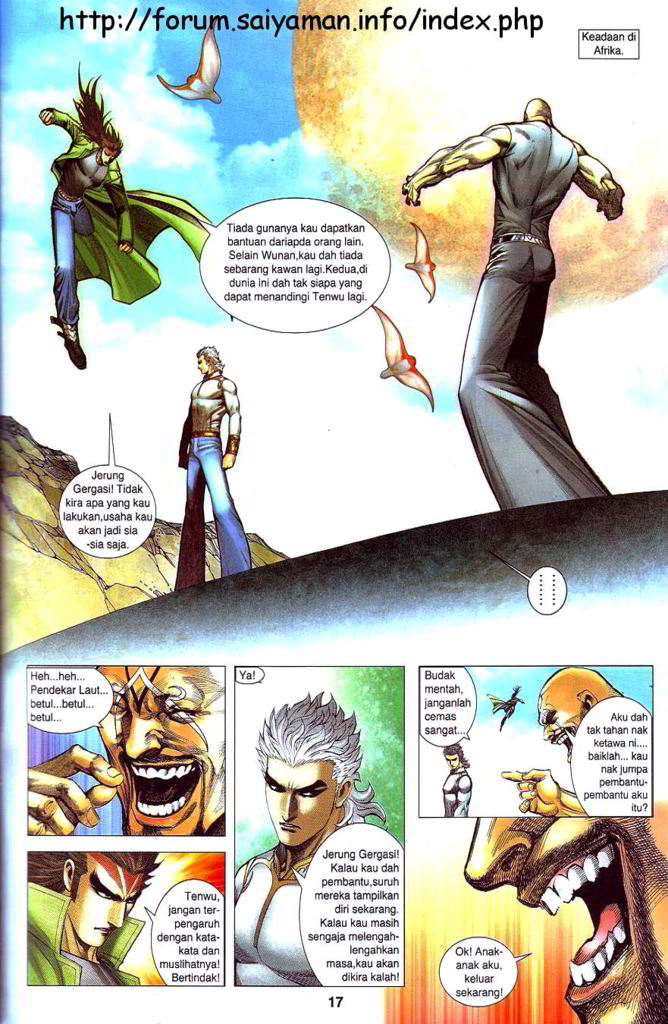 http://forum.saiyaman.info/index.php
Keadaan di
Afrika.
Tiada gunanya kau dapatkan
bantuan dariapda orang lain.
Selain Wunan,kau dah tiada
sebarang kawan lagi.Kedua,di
dunia ini dah tak siapa yang
dapat menandingi Tenwu lagi.
Jerung
Gergasi! Tidak
kira apa yang kau
lakukan,usaha kau
akan jadi sia
-sia saja.
......
Heh...heh...
Pendekar Laut...
betul...betul...
betul...
Ya!
Jerung Gergasi!
Kalau kau dah
pembantu,suruh
mereka tampilkan
diri sekarang.
Kalau kau masih
sengaja melengah-
lengahkan
masa,kau akan
dikira kalah!
Budak
mentah,
janganlah
cemas
sangat...
Aku dah
tak tahan nak
ketawa ni....
baiklah... kau
nak jumpa
pembantu-
pembantu aku
itu?
Tenwu,
jangan ter-
pengaruh
dengan kata-
kata dan
muslihatnya!
Bertindak!
Ok! Anak-
anak aku,
keluar
sekarang!
17